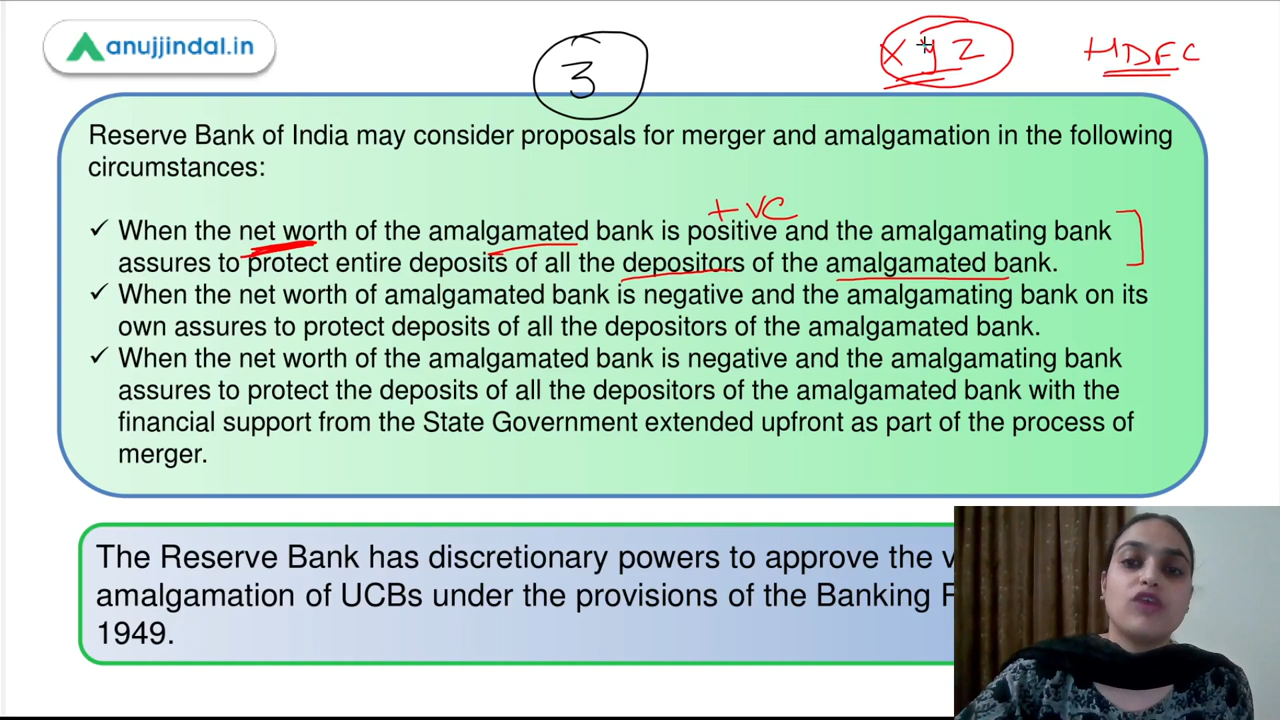 anujjindal.in
3
xyz
HDFC
Reserve Bank of India may consider proposals for merger and amalgamation in the following
circumstances:
+ve
✓ When the net worth of the amalgamated bank is positive and the amalgamating bank
assures to protect entire deposits of all the depositors of the amalgamated bank.
✓ When the net worth of amalgamated bank is negative and the amalgamating bank on its
own assures to protect deposits of all the depositors of the amalgamated bank.
✓ When the net worth of the amalgamated bank is negative and the amalgamating bank
assures to protect the deposits of all the depositors of the amalgamated bank with the
financial support from the State Government extended upfront as part of the process of
merger.
The Reserve Bank has discretionary powers to approve the
amalgamation of UCBs under the provisions of the Banking
1949.